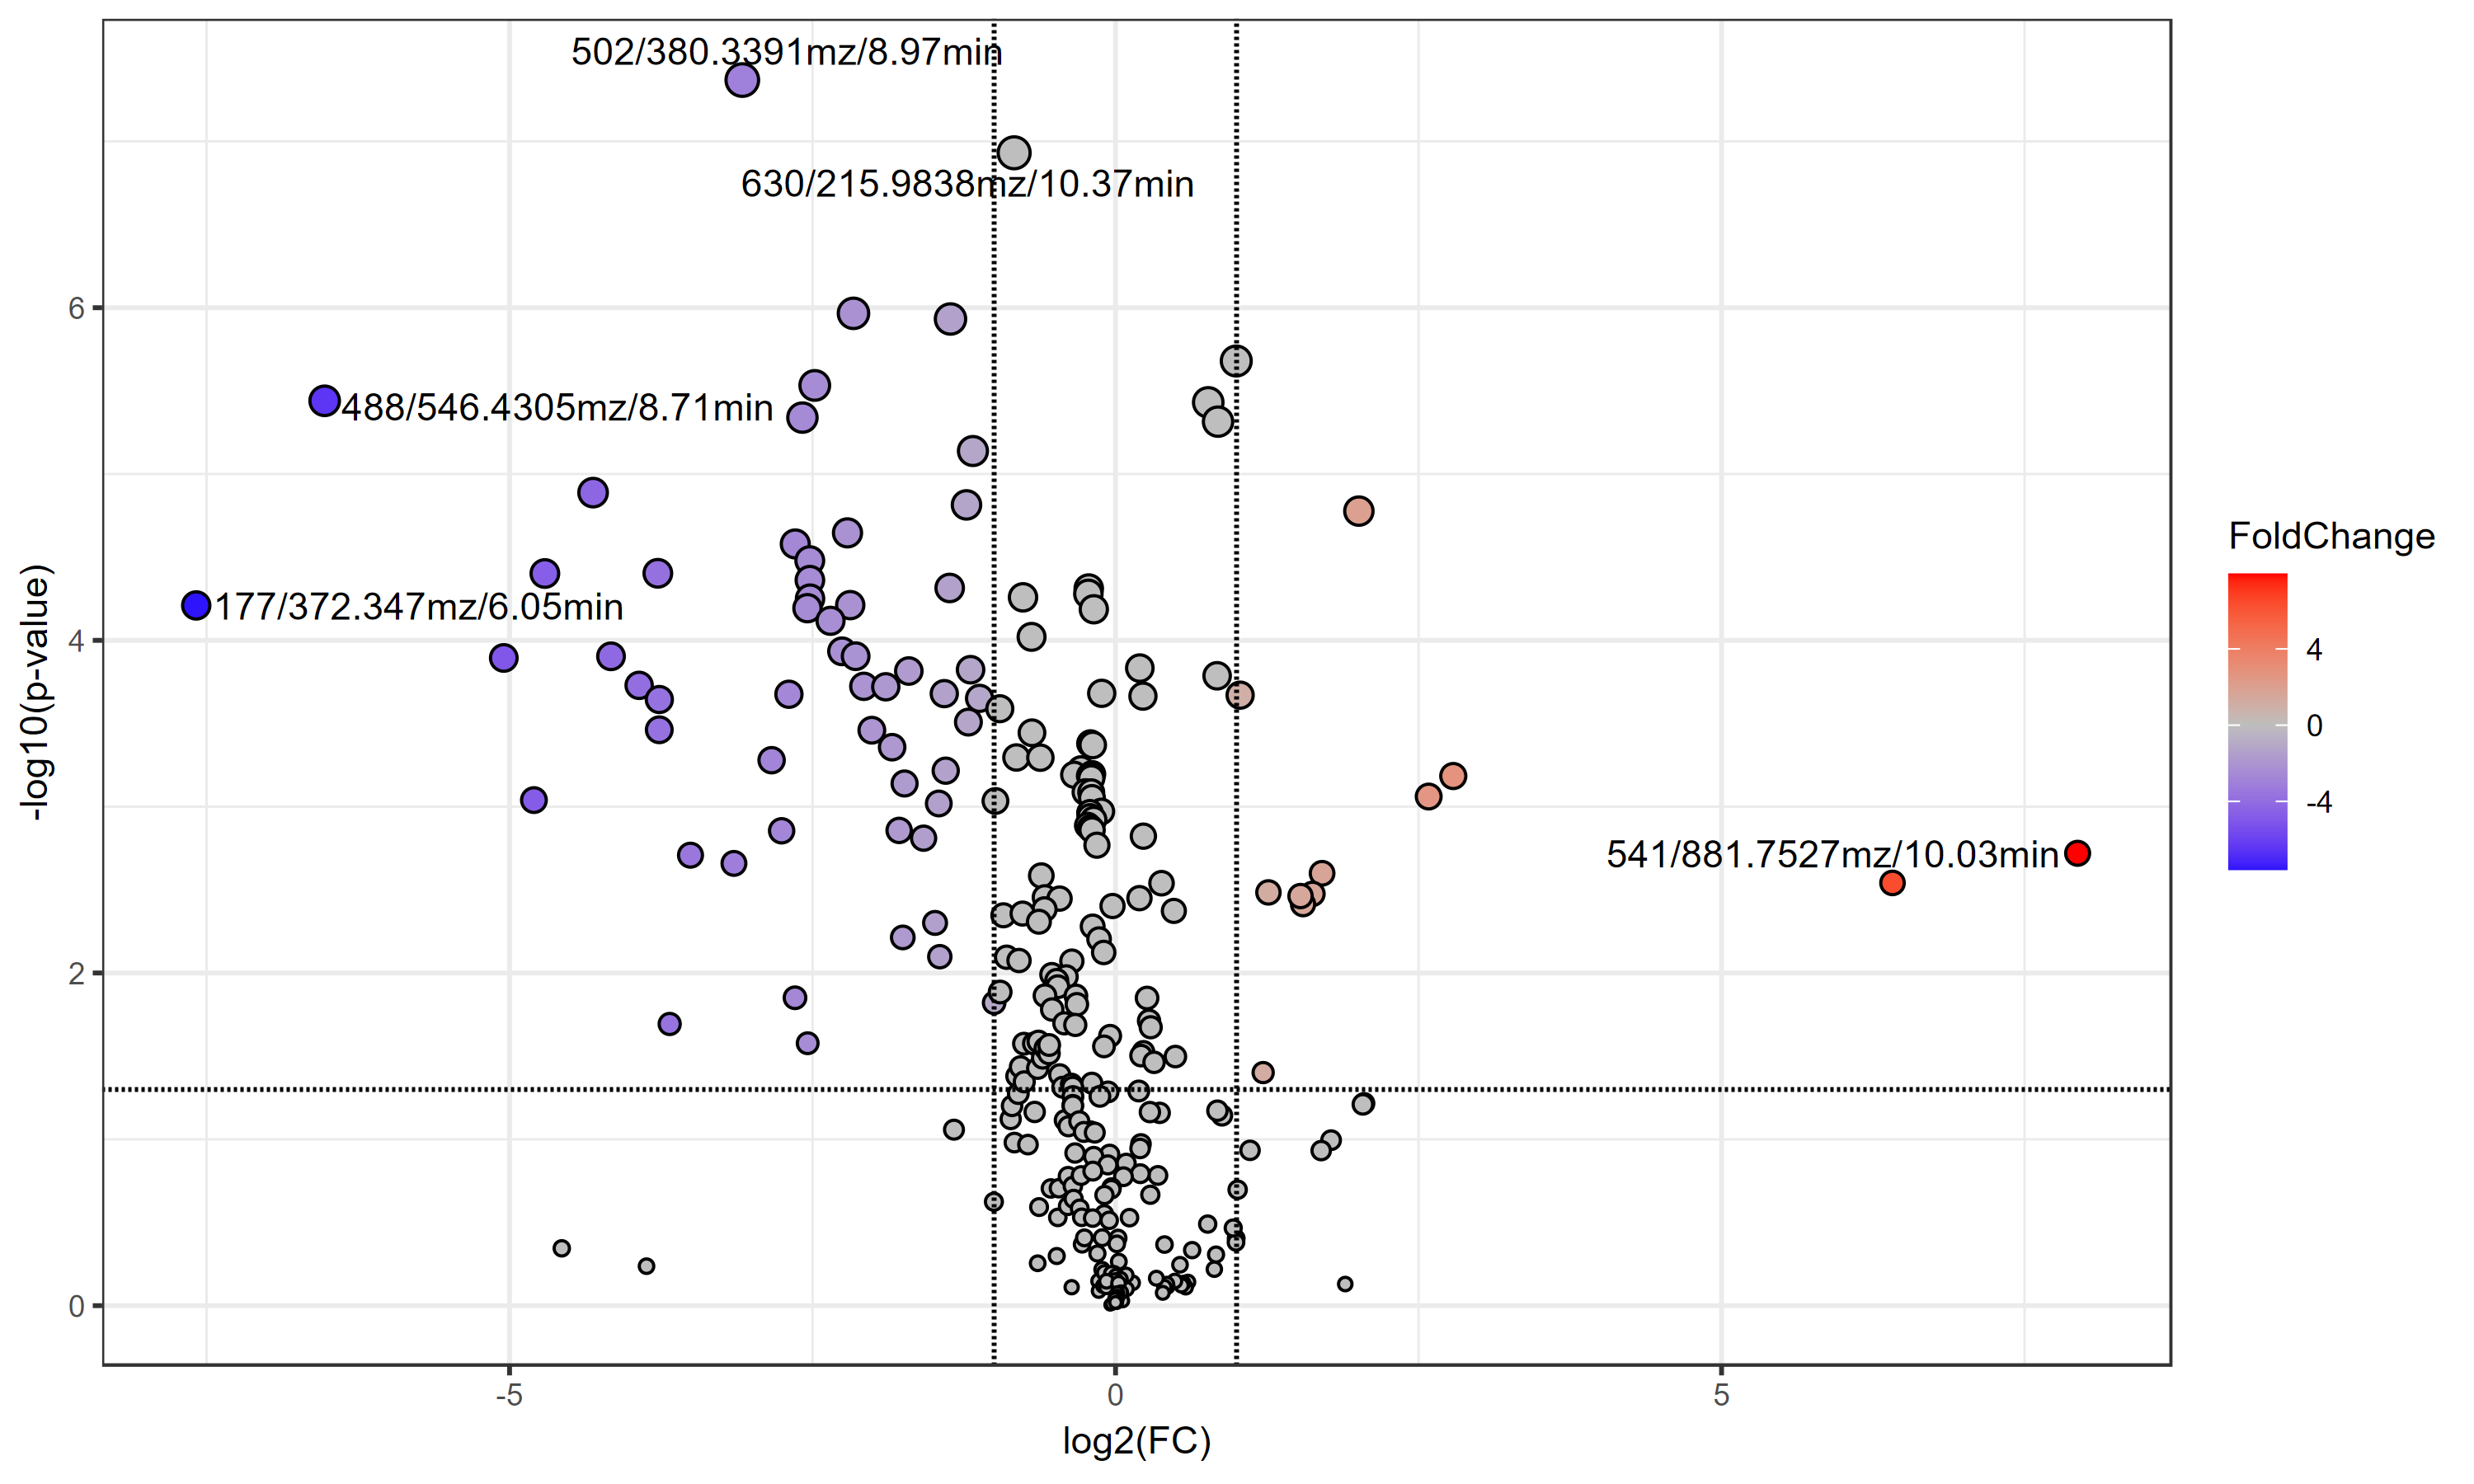 502/380.3391mz/8.97min
630/215.9838mz/10.37min
488/546.4305mz/8.71min
177/372.347mz/6.05min
541/881.7527mz/10.03min
6
4
2
0
-log10(p-value)
-5
0
5
log2(FC)
FoldChange
4
0
-4